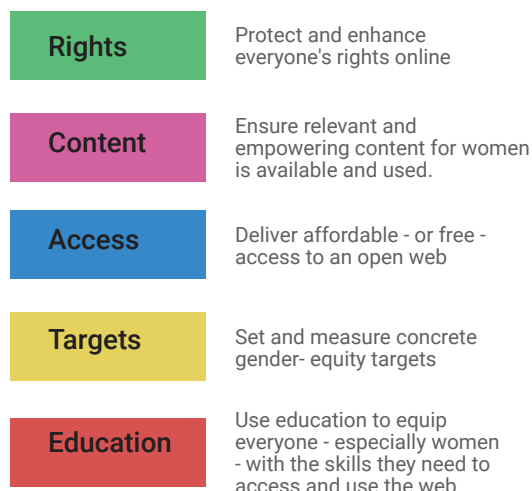 Rights
Protect and enhance
everyone's rights online
Content
Ensure relevant and
empowering content for women
is available and used.
Access
Deliver affordable - or free -
access to an open web
Targets
Set and measure concrete
gender- equity targets
Education
Use education to equip
everyone - especially women
- with the skills they need to
access and use the web